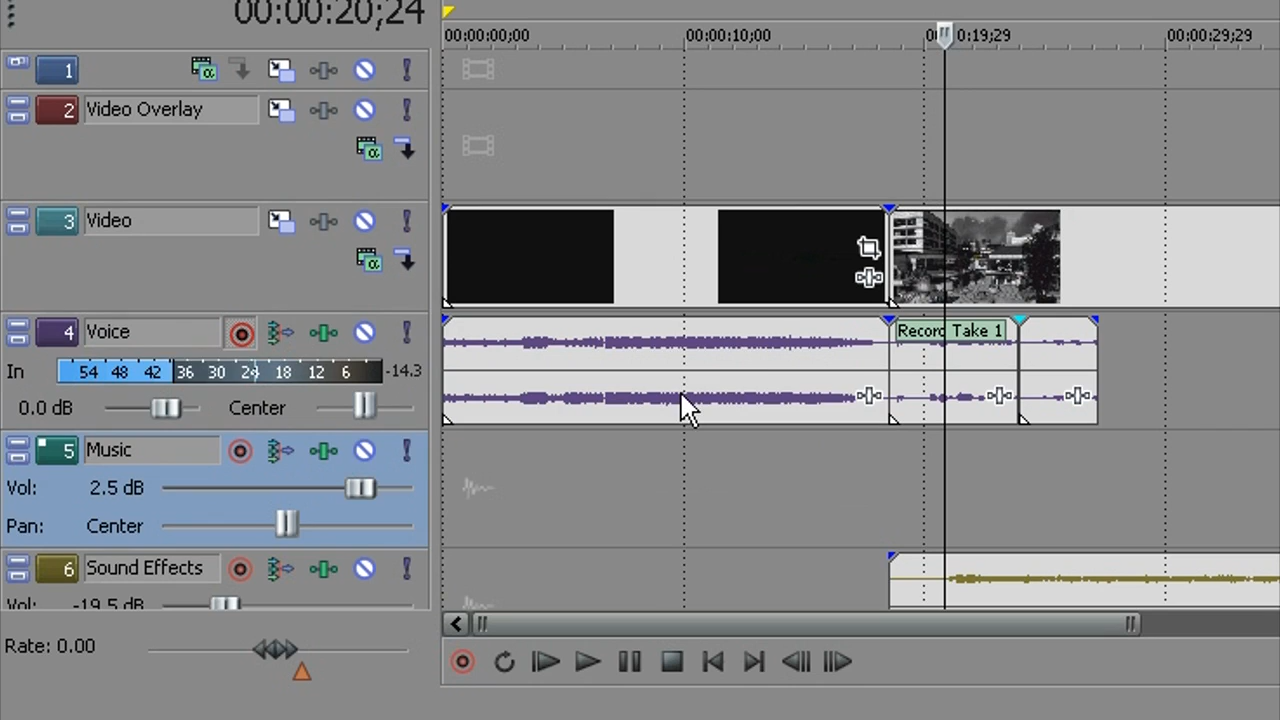 00:00:20;24
00:00:00;00 00:00:10;00 0:19;29 00:00:29;29
1
2 Video Overlay
3 Video
4 Voice
Record Take 1
In 54 48 42 36 30 24 18 12 6 -14.3
0.0 dB Center
5 Music
Vol: 2.5 dB
Pan: Center
6 Sound Effects
Vol: -19.5 dB
Rate: 0.00